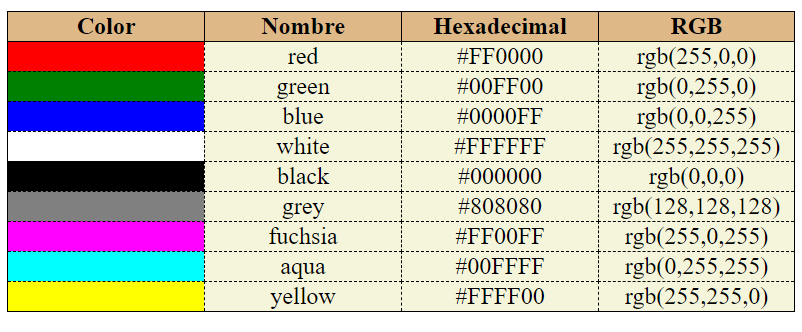 Color Nombre Hexadecimal RGB
red #FF0000 rgb(255,0,0)
green #00FF00 rgb(0,255,0)
blue #0000FF rgb(0,0,255)
white #FFFFFF rgb(255,255,255)
black #000000 rgb(0,0,0)
grey #808080 rgb(128,128,128)
fuchsia #FF00FF rgb(255,0,255)
aqua #00FFFF rgb(0,255,255)
yellow #FFFF00 rgb(255,255,0)